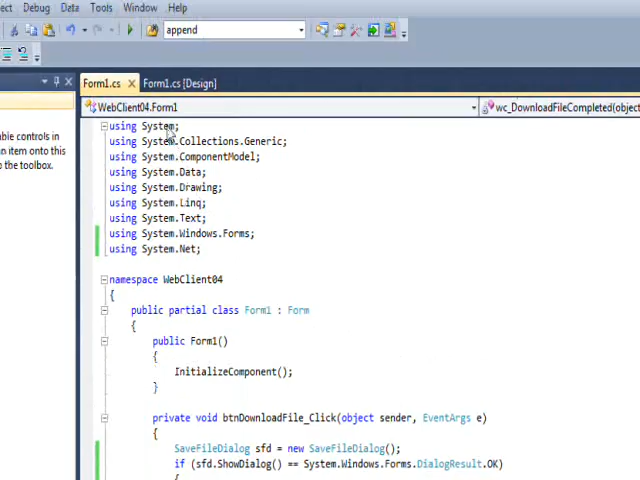 ect Debug Data Tools Window Help
append
Form1.cs Form1.cs [Design]
WebClient04.Form1 wc_DownloadFileCompleted(object
able controls in
an item onto this
o the toolbox.
using System;
using System.Collections.Generic;
using System.ComponentModel;
using System.Data;
using System.Drawing;
using System.Linq;
using System.Text;
using System.Windows.Forms;
using System.Net;
namespace WebClient04
{
public partial class Form1 : Form
{
public Form1()
{
InitializeComponent();
}
private void btnDownloadFile_Click(object sender, EventArgs e)
{
SaveFileDialog sfd = new SaveFileDialog();
if (sfd.ShowDialog() == System.Windows.Forms.DialogResult.OK)
{